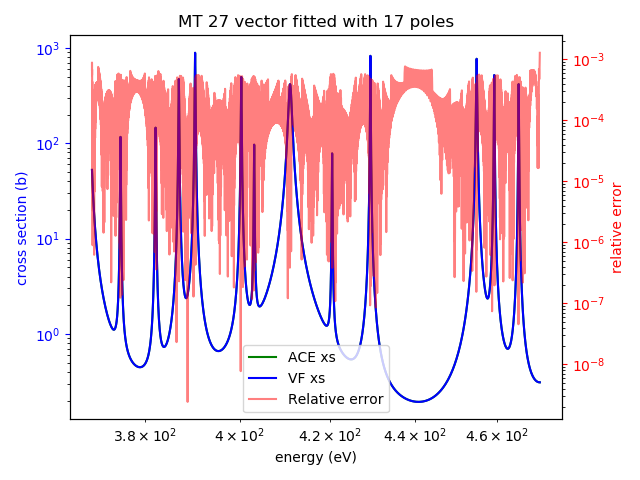 MT 27 vector fitted with 17 poles
10³
10²
10¹
10⁰
cross section (b)
10⁻³
10⁻⁴
10⁻⁵
10⁻⁶
10⁻⁷
10⁻⁸
relative error
ACE xs
VF xs
Relative error
3.8 × 10² 4 × 10² 4.2 × 10² 4.4 × 10² 4.6 × 10²
energy (eV)